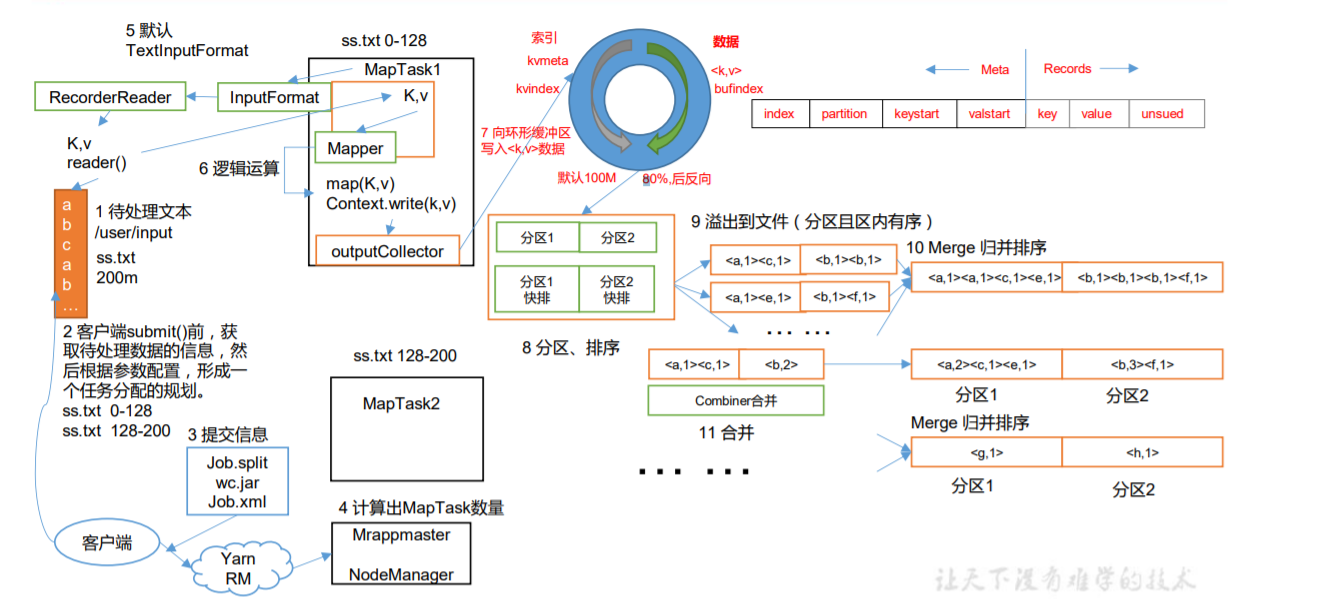 5 默认
TextInputFormat
ss.txt 0-128
MapTask1
RecorderReader
InputFormat
K,v
Mapper
K,v
reader()
6 逻辑运算
map(K,v)
Context.write(k,v)
outputCollector
a
b
c
a
b
...
1 待处理文本
/user/input
ss.txt
200m
2 客户端submit()前，获
取待处理数据的信息，然
后根据参数配置，形成一
个任务分配的规划。
ss.txt 0-128
ss.txt 128-200
3 提交信息
Job.split
wc.jar
Job.xml
客户端
Yarn
RM
4 计算出MapTask数量
Mrappmaster
NodeManager
ss.txt 128-200
MapTask2
索引
kvmeta
kvindex
数据
<k,v>
bufindex
7 向环形缓冲区
写入<k,v>数据
默认100M
80%,后反向
Meta
Records
index
partition
keystart
valstart
key
value
unsued
分区1
分区2
分区1
快排
分区2
快排
8 分区、排序
9 溢出到文件（分区且区内有序）
<a,1><c,1>
<b,1><b,1>
<a,1><e,1>
<b,1><f,1>
... ...
10 Merge 归并排序
<a,1><a,1><c,1><e,1>
<b,1><b,1><b,1><f,1>
<a,1><c,1>
<b,2>
Combiner合并
11 合并
<a,2><c,1><e,1>
<b,3><f,1>
分区1
分区2
Merge 归并排序
<g,1>
<h,1>
分区1
分区2
... ...
让天下没有难学的技术